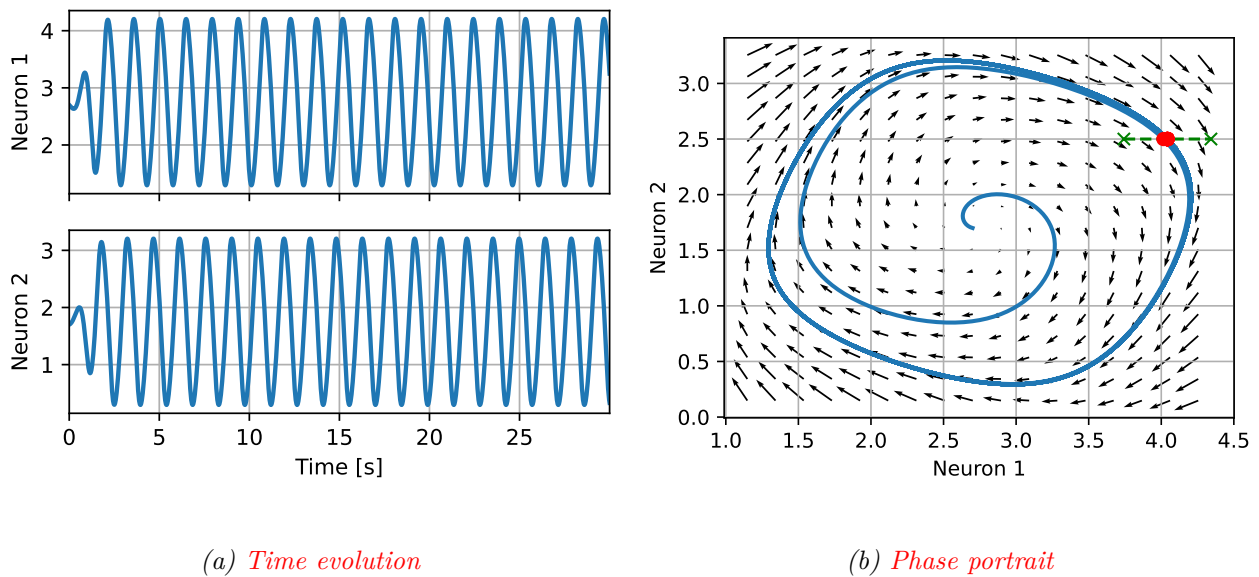 Neuron 1
4
3
2
Neuron 2
3
2
1
0 5 10 15 20 25
Time [s]
(a) Time evolution
Neuron 2
3.0
2.5
2.0
1.5
1.0
0.5
0.0
1.0 1.5 2.0 2.5 3.0 3.5 4.0 4.5
Neuron 1
(b) Phase portrait